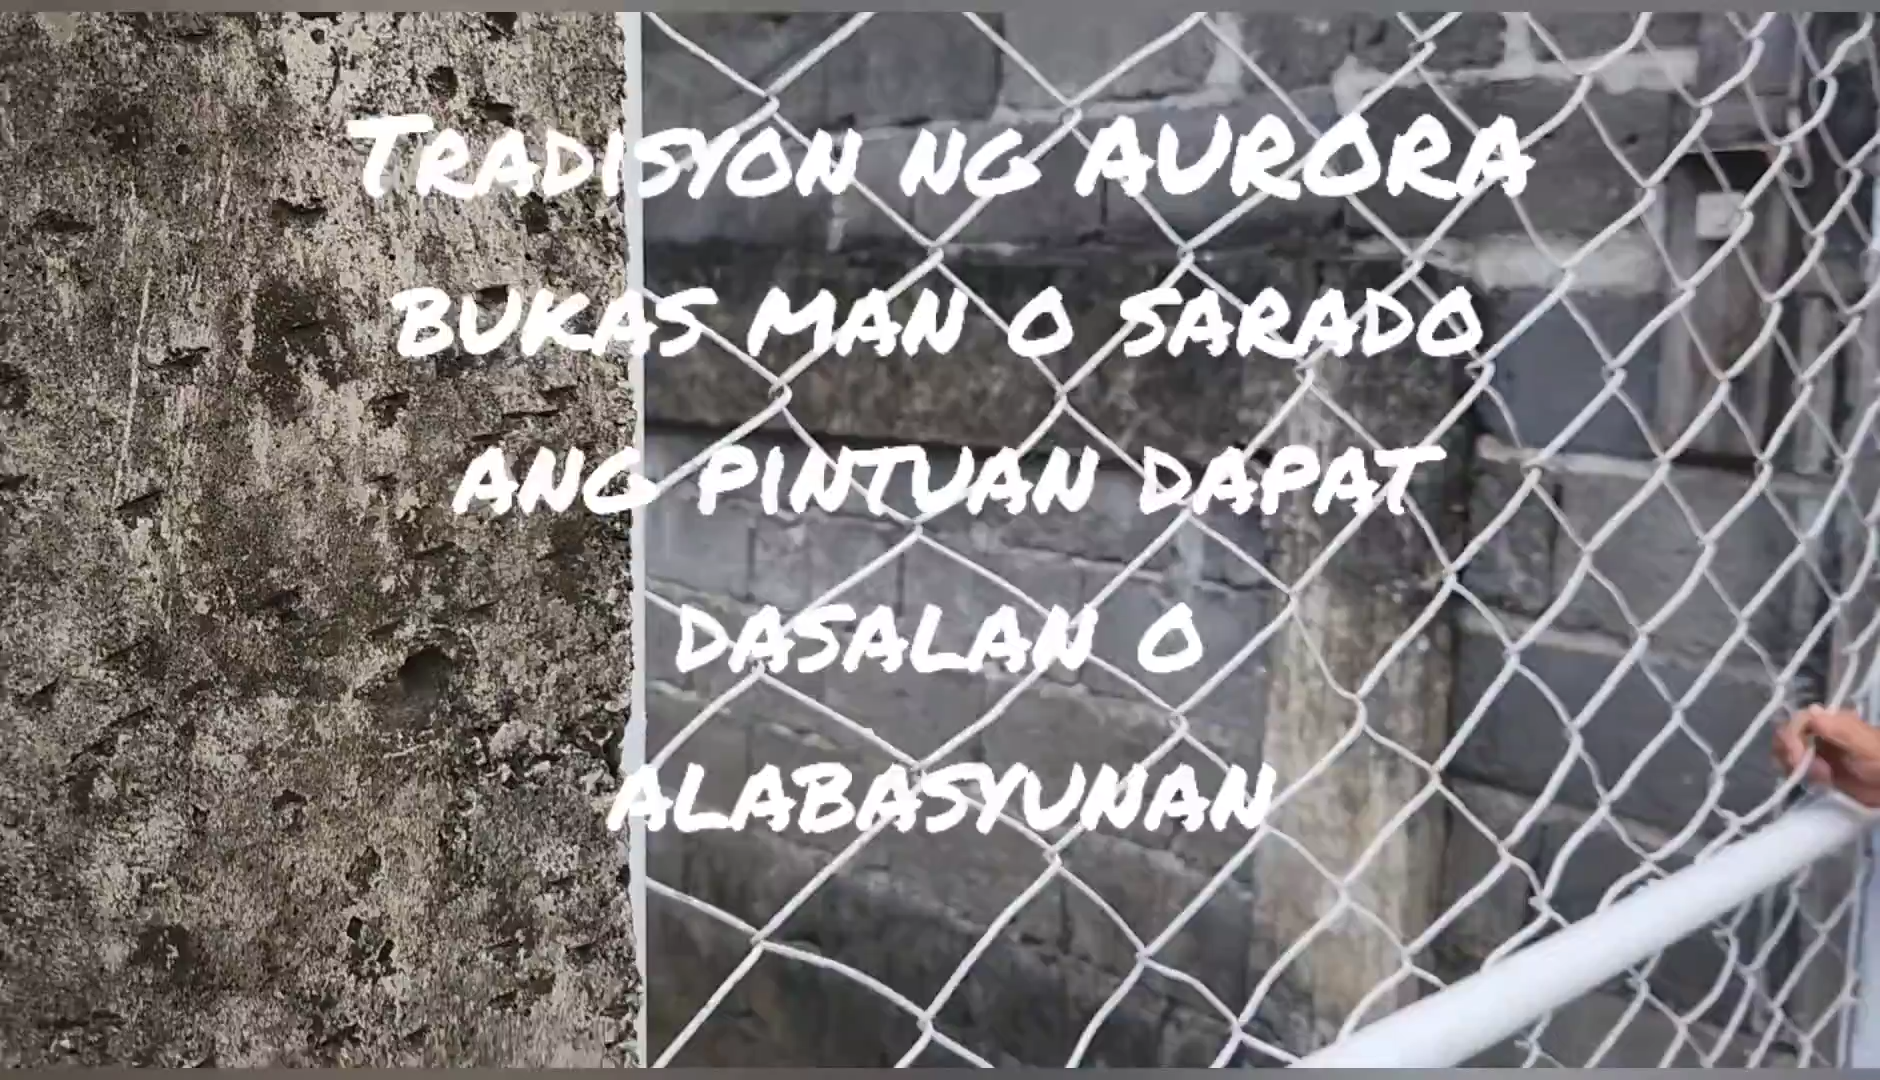 Tradisyon ng AURORA
bukas man o sarado
ang pintuan dapat
dasalan o
alabasyunan